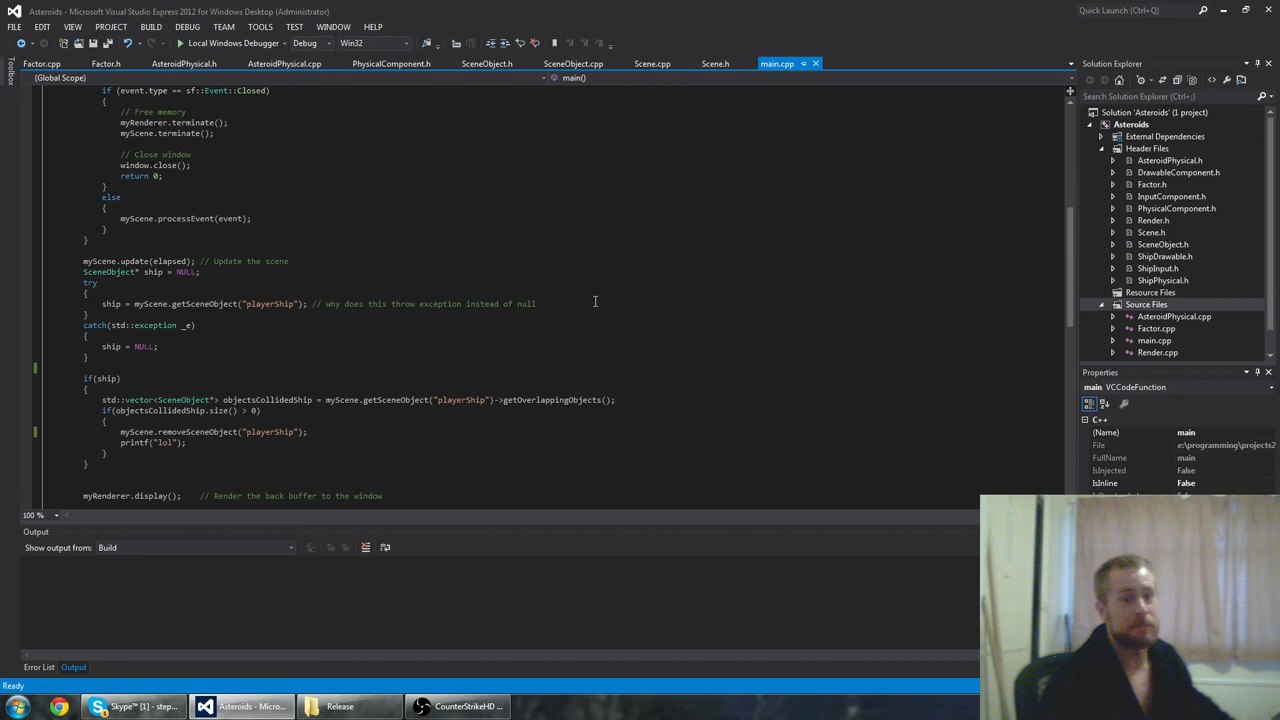 Asteroids - Microsoft Visual Studio Express 2012 for Windows Desktop (Administrator)
Quick Launch (Ctrl+Q)
FILE EDIT VIEW PROJECT BUILD DEBUG TEAM TOOLS TEST WINDOW HELP
Local Windows Debugger Debug Win32
Toolbox
Factor.cpp Factor.h AsteroidPhysical.h AsteroidPhysical.cpp PhysicalComponent.h SceneObject.h SceneObject.cpp Scene.cpp Scene.h main.cpp
(Global Scope) main()
if (event.type == sf::Event::Closed)
{
// Free memory
myRenderer.terminate();
myScene.terminate();
// Close window
window.close();
return 0;
}
else
{
myScene.processEvent(event);
}
}
myScene.update(elapsed); // Update the scene
SceneObject* ship = NULL;
try
{
ship = myScene.getSceneObject("playerShip"); // why does this throw exception instead of null
}
catch(std::exception _e)
{
ship = NULL;
}
if(ship)
{
std::vector<SceneObject*> objectsCollidedShip = myScene.getSceneObject("playerShip")->getOverlappingObjects();
if(objectsCollidedShip.size() > 0)
{
myScene.removeSceneObject("playerShip");
printf("lol");
}
}
myRenderer.display(); // Render the back buffer to the window
100 %
Output
Show output from: Build
Error List Output
Ready
Solution Explorer
Search Solution Explorer (Ctrl+;)
Solution 'Asteroids' (1 project)
Asteroids
External Dependencies
Header Files
AsteroidPhysical.h
DrawableComponent.h
Factor.h
InputComponent.h
PhysicalComponent.h
Render.h
Scene.h
SceneObject.h
ShipDrawable.h
ShipInput.h
ShipPhysical.h
Resource Files
Source Files
AsteroidPhysical.cpp
Factor.cpp
main.cpp
Render.cpp
Properties
main VCCodeFunction
C++
(Name) main
File e:\programming\projects2
FullName main
IsInjected False
IsInline False
Skype™ [1] - step... Asteroids - Micro... Release CounterStrikeHD ...